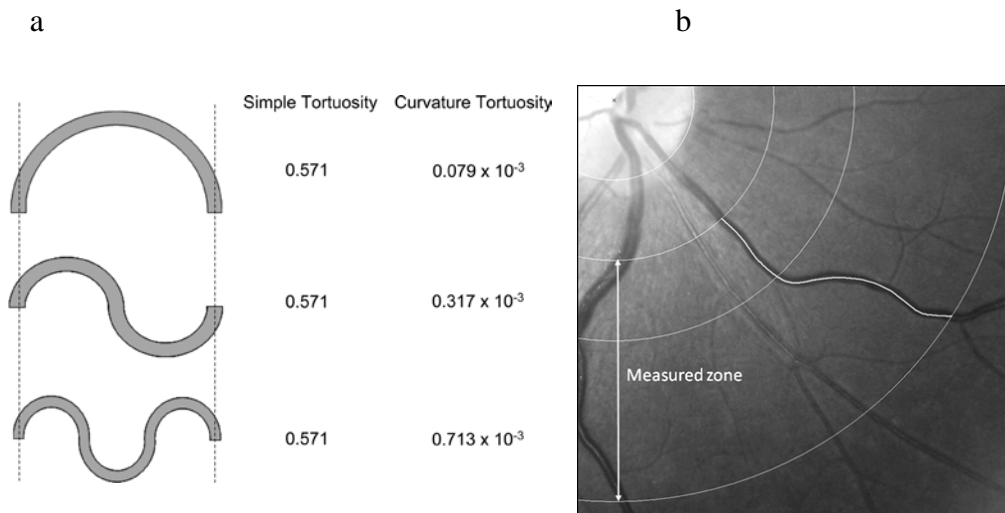 a
b
Simple Tortuosity Curvature Tortuosity
0.571 0.079 x 10-3
0.571 0.317 x 10-3
0.571 0.713 x 10-3
Measured zone